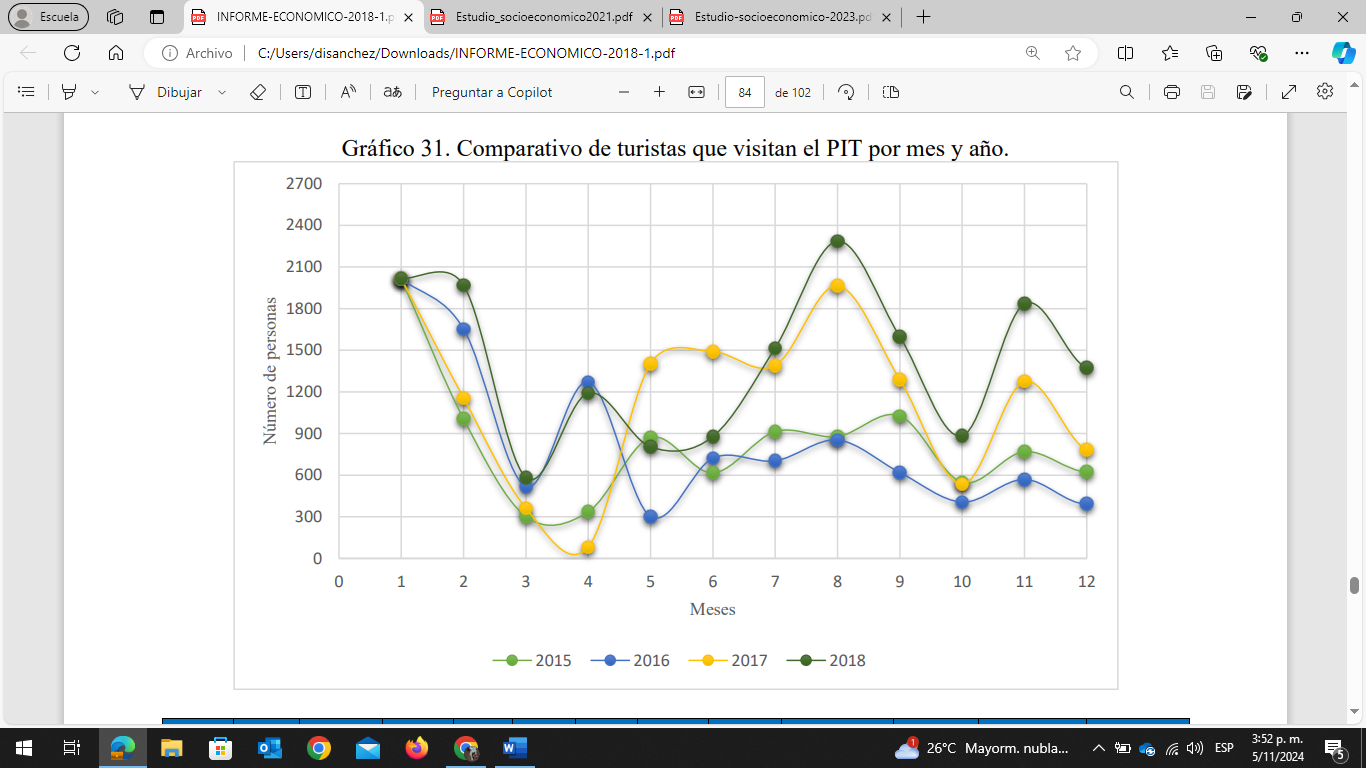 Escuela
INFORME-ECONOMICO-2018-1.p
Estudio_socioeconomico2021.pdf
Estudio-socioeconomico-2023.pd
Archivo
C:/Users/disanchez/Downloads/INFORME-ECONOMICO-2018-1.pdf
Dibujar
aあ
Preguntar a Copilot
84
de 102
Gráfico 31. Comparativo de turistas que visitan el PIT por mes y año.
2700
2400
2100
1800
1500
1200
900
600
300
0
Número de personas
0 1 2 3 4 5 6 7 8 9 10 11 12
Meses
2015 2016 2017 2018
1
26°C Mayorm. nubla...
ESP
3:52 p. m.
5/11/2024
5